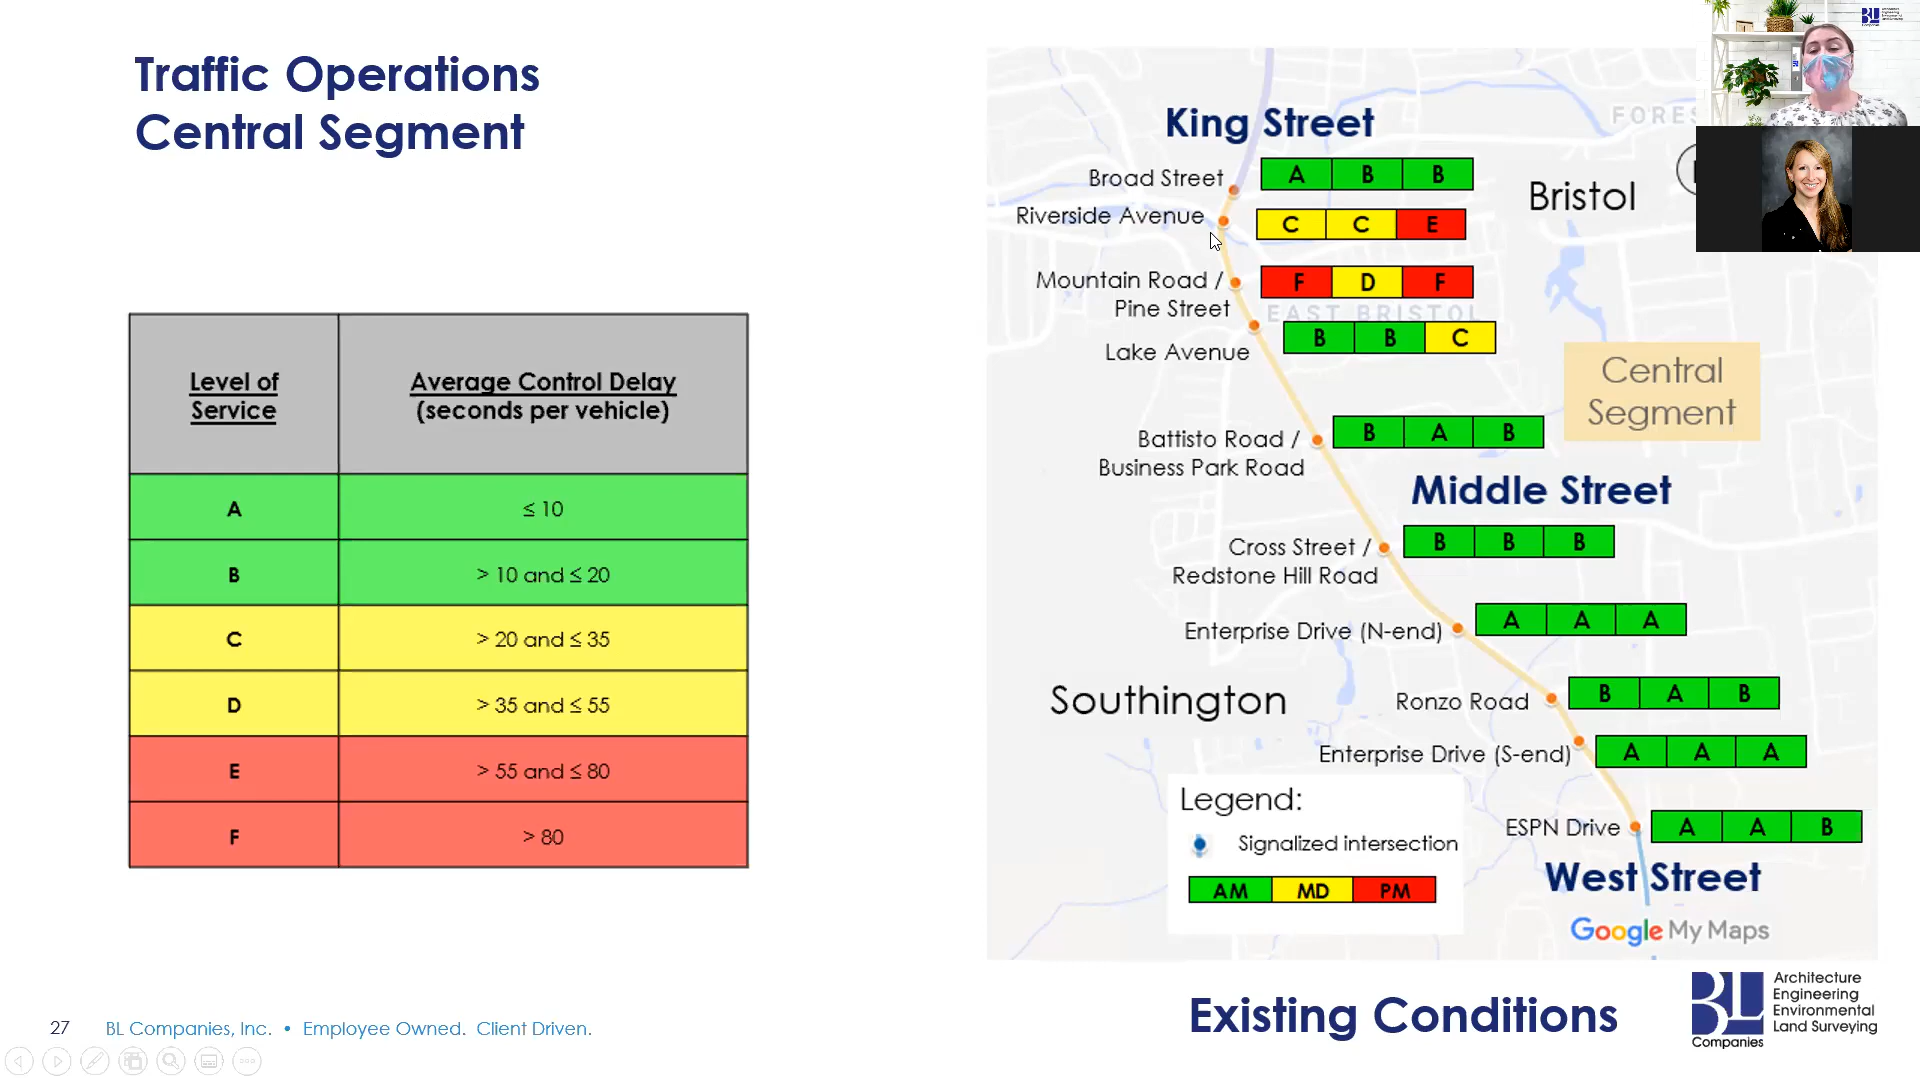 Traffic Operations
Central Segment
Level of
Service
Average Control Delay
(seconds per vehicle)
A
≤ 10
B
> 10 and ≤ 20
C
> 20 and ≤ 35
D
> 35 and ≤ 55
E
> 55 and ≤ 80
F
> 80
King Street
Broad Street
A B B
Riverside Avenue
C C E
Mountain Road /
Pine Street
F D F
EAST BRISTOL
Lake Avenue
B B C
Bristol
Central
Segment
Battisto Road /
Business Park Road
B A B
Middle Street
Cross Street /
Redstone Hill Road
B B B
Enterprise Drive (N-end)
A A A
Southington
Ronzo Road
B A B
Enterprise Drive (S-end)
A A A
ESPN Drive
A A B
Legend:
Signalized intersection
AM MD PM
West Street
Google My Maps
Existing Conditions
BL
Companies
Architecture
Engineering
Environmental
Land Surveying
27
BL Companies, Inc. • Employee Owned. Client Driven.